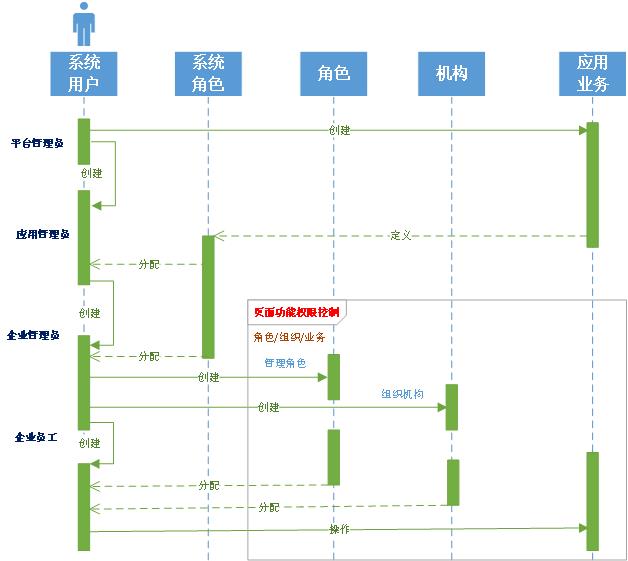 系统
用户
系统
角色
角色
机构
应用
业务
创建
平台管理员
创建
应用管理员
定义
分配
创建
页面功能权限控制
企业管理员
角色/组织/业务
分配
管理角色
创建
组织机构
创建
企业员工
创建
分配
分配
操作